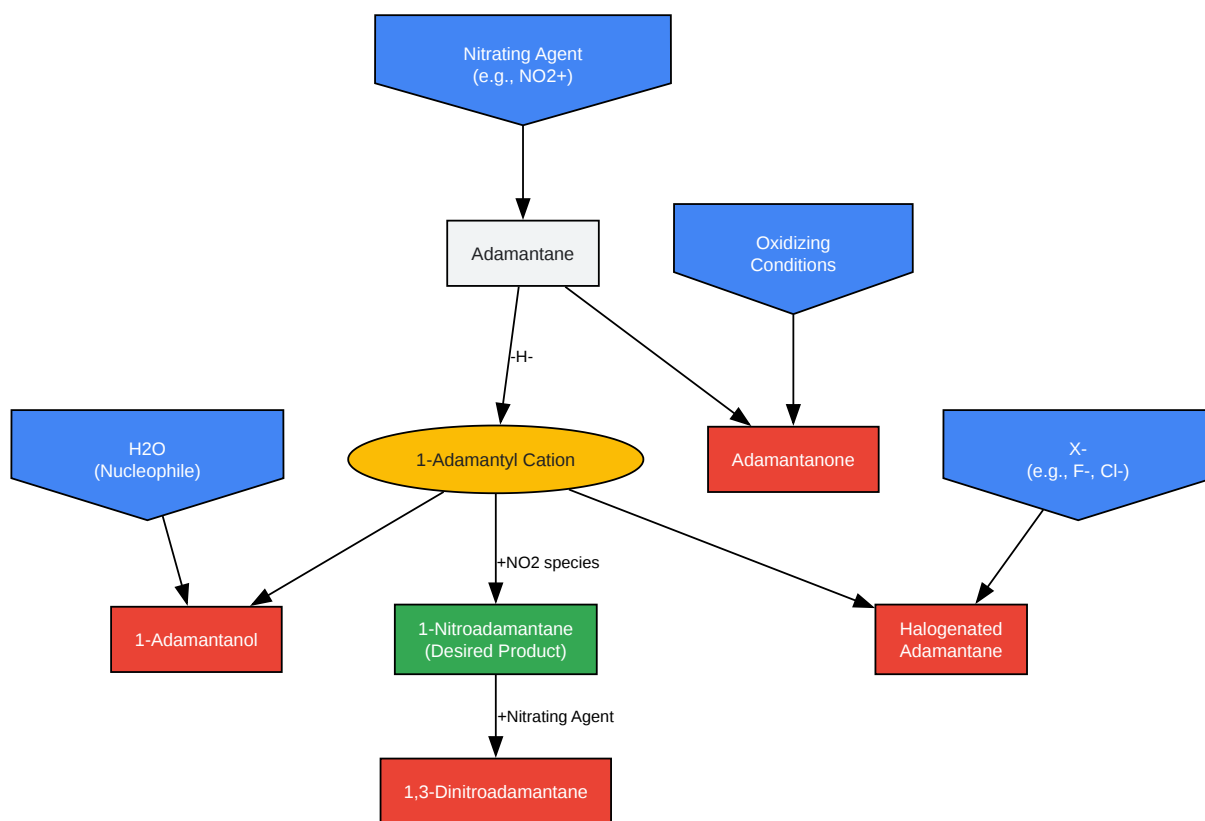 Nitrating Agent
(e.g., NO2+)
Adamantane
Oxidizing
Conditions
-H-
H2O
(Nucleophile)
1-Adamantyl Cation
Adamantanone
X-
(e.g., F-, Cl-)
+NO2 species
1-Adamantanol
1-Nitroadamantane
(Desired Product)
Halogenated
Adamantane
+Nitrating Agent
1,3-Dinitroadamantane